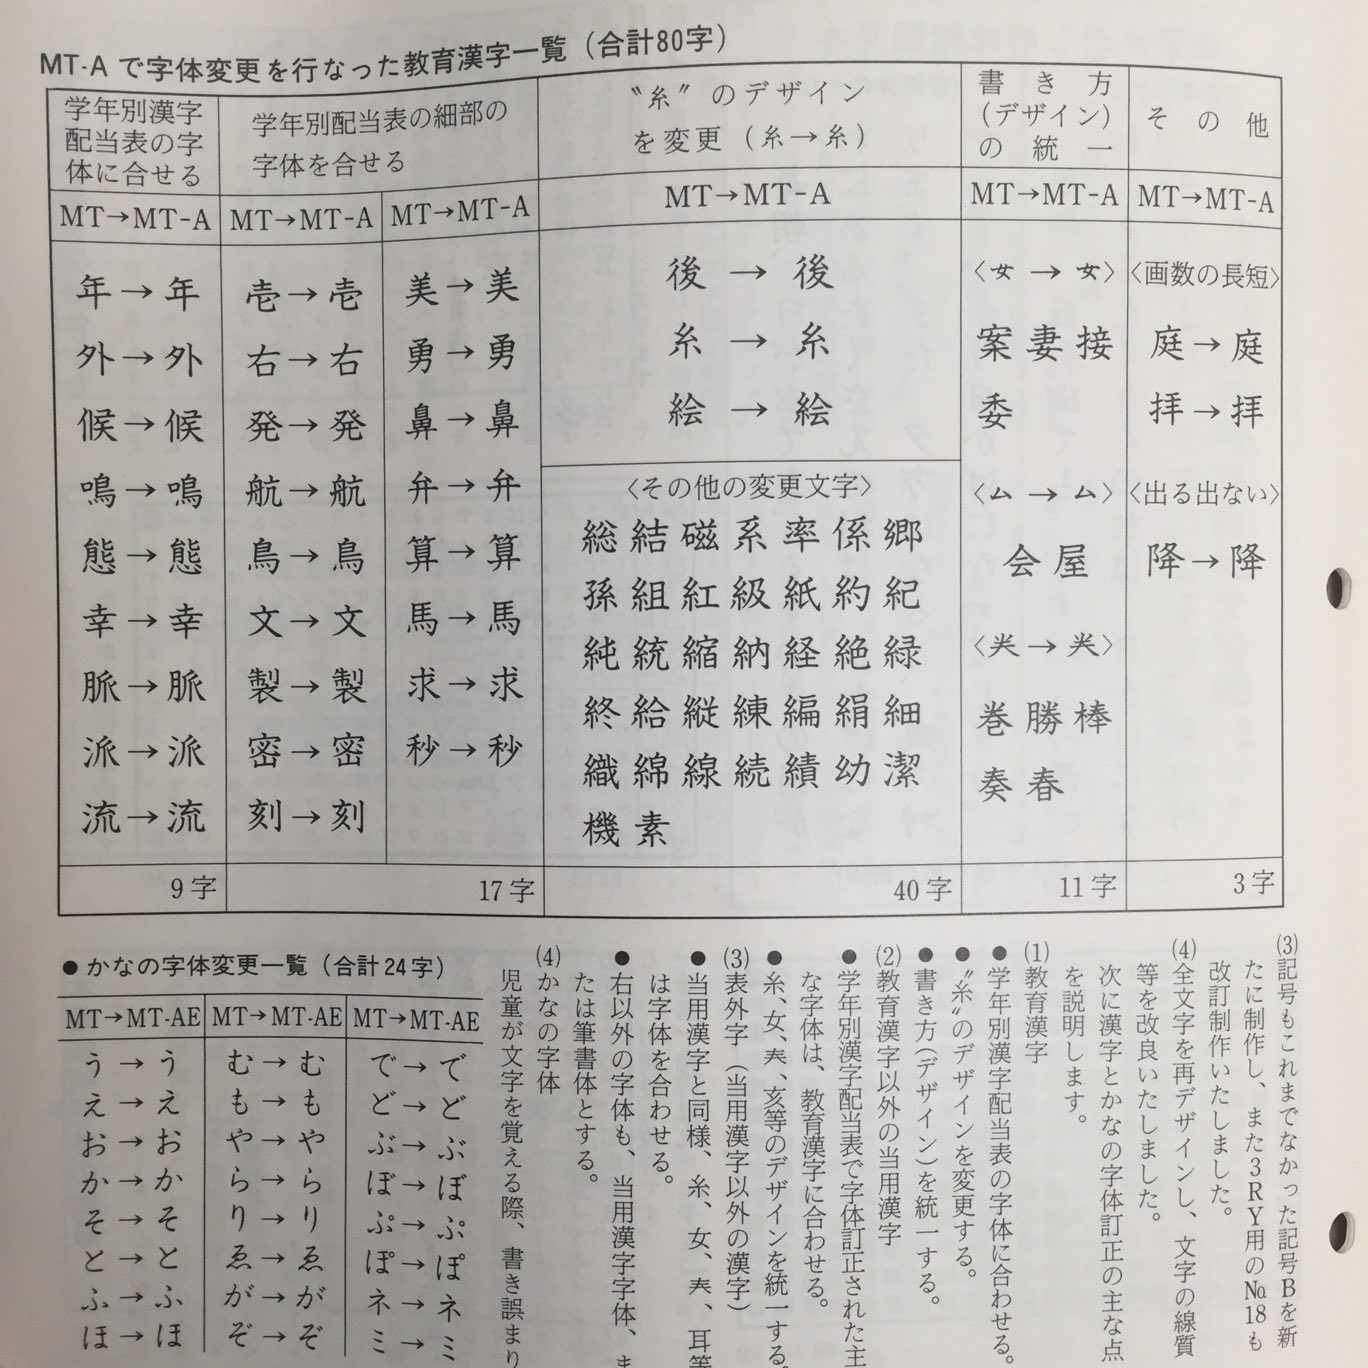 MT-Aで字体変更を行なった教育漢字一覧（合計80字）
学年別漢字
配当表の字
体に合せる
学年別配当表の細部の
字体を合せる
〝糸〟のデザイン
を変更（糸→糸）
書き方
（デザイン）
の統一
その他
MT→MT-A
MT→MT-A
MT→MT-A
MT→MT-A
MT→MT-A
MT→MT-A
年→年
外→外
候→候
鳴→鳴
態→態
幸→幸
脈→脈
派→派
流→流
壱→壱
右→右
発→発
航→航
鳥→鳥
文→文
製→製
密→密
刻→刻
美→美
勇→勇
鼻→鼻
弁→弁
算→算
馬→馬
求→求
秒→秒
後→後
糸→糸
絵→絵
〈その他の変更文字〉
総結磁系率係郷
孫組紅級紙約紀
純統縮納経絶緑
終給縦練編絹細
織綿線続績幼潔
機素
〈女→女〉
案妻接
委
〈ム→ム〉
会屋
〈𡗗→𡗗〉
巻勝棒
奏春
〈画数の長短〉
庭→庭
拝→拝
〈出る出ない〉
降→降
9字
17字
40字
11字
3字
(3)記号もこれまでなかった記号Bを新
たに制作し、また3RY用のNo.18も
改訂制作いたしました。
(4)全文字を再デザインし、文字の線質
等を改良いたしました。
次に漢字とかなの字体訂正の主な点
を説明します。
(1)教育漢字
●学年別漢字配当表の字体に合わせる。
●〝糸〟のデザインを変更する。
●書き方（デザイン）を統一する。
(2)教育漢字以外の当用漢字
●学年別漢字配当表で字体訂正された主
な字体は、教育漢字に合わせる。
●糸、女、𡗗、亥等のデザインを統一する。
(3)表外字（当用漢字以外の漢字）
●当用漢字と同様、糸、女、𡗗、耳等
は字体を合わせる。
●右以外の字体も、当用漢字字体、ま
たは筆書体とする。
(4)かなの字体
児童が文字を覚える際、書き誤まり
●かなの字体変更一覧（合計24字）
MT→MT-AE
MT→MT-AE
MT→MT-AE
う→う
え→え
お→お
か→か
そ→そ
と→と
ふ→ふ
ほ→ほ
む→む
も→も
や→や
ら→ら
り→り
ゑ→ゑ
が→が
ぞ→ぞ
で→で
ど→ど
ぶ→ぶ
ぼ→ぼ
ぷ→ぷ
ぽ→ぽ
ネ→ネ
ミ→ミ